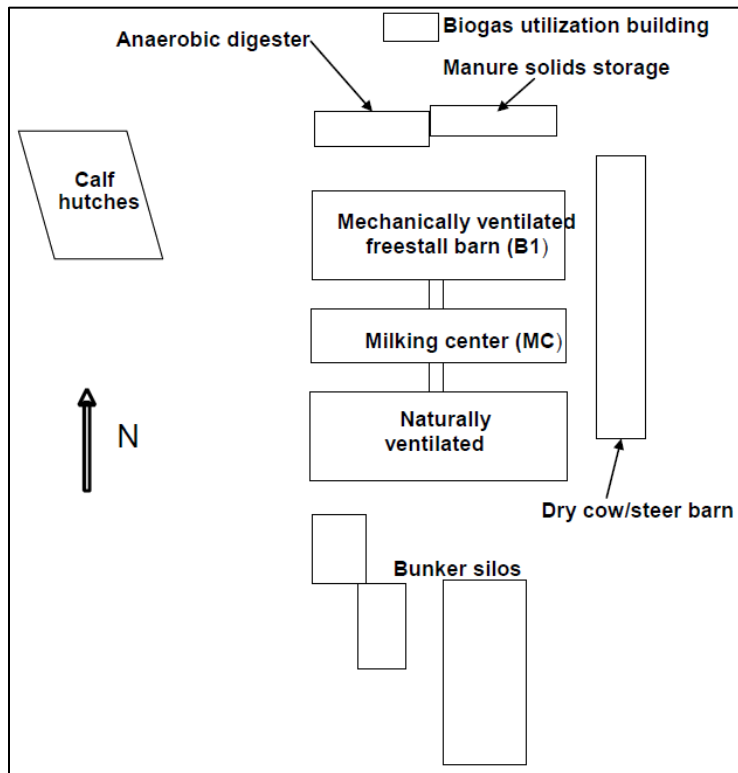 Biogas utilization building
Anaerobic digester
Manure solids storage
Calf
hutches
Mechanically ventilated
freestall barn (B1)
Milking center (MC)
N
Naturally
ventilated
Dry cow/steer barn
Bunker silos